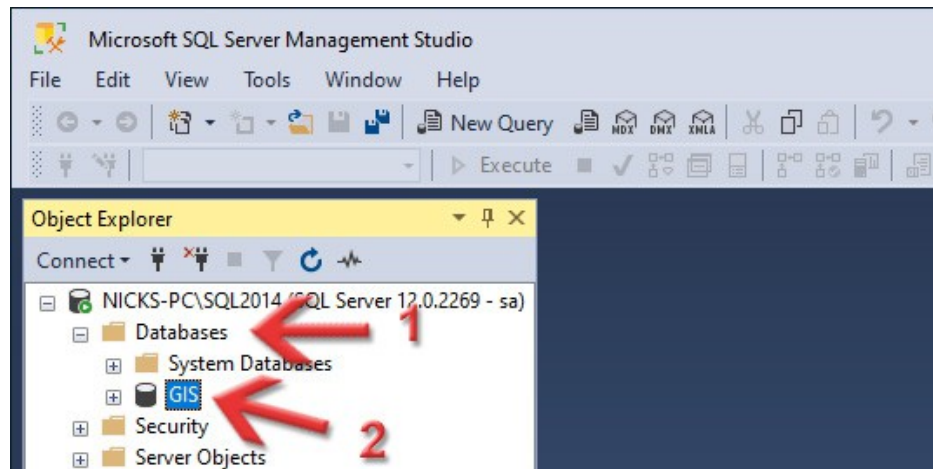 Microsoft SQL Server Management Studio
File Edit View Tools Window Help
New Query MDX DMX XMLA
Execute
Object Explorer
Connect
NICKS-PC\SQL2014 (SQL Server 12.0.2269 - sa)
Databases 1
System Databases
GIS
Security 2
Server Objects